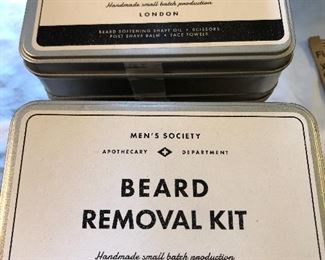 Handmade small batch production
LONDON
BEARD SOFTENING SHAVE OIL • SCISSORS
POST SHAVE BALM • FACE TOWELS
MEN'S SOCIETY
APOTHECARY DEPARTMENT
BEARD
REMOVAL KIT
Handmade small batch production